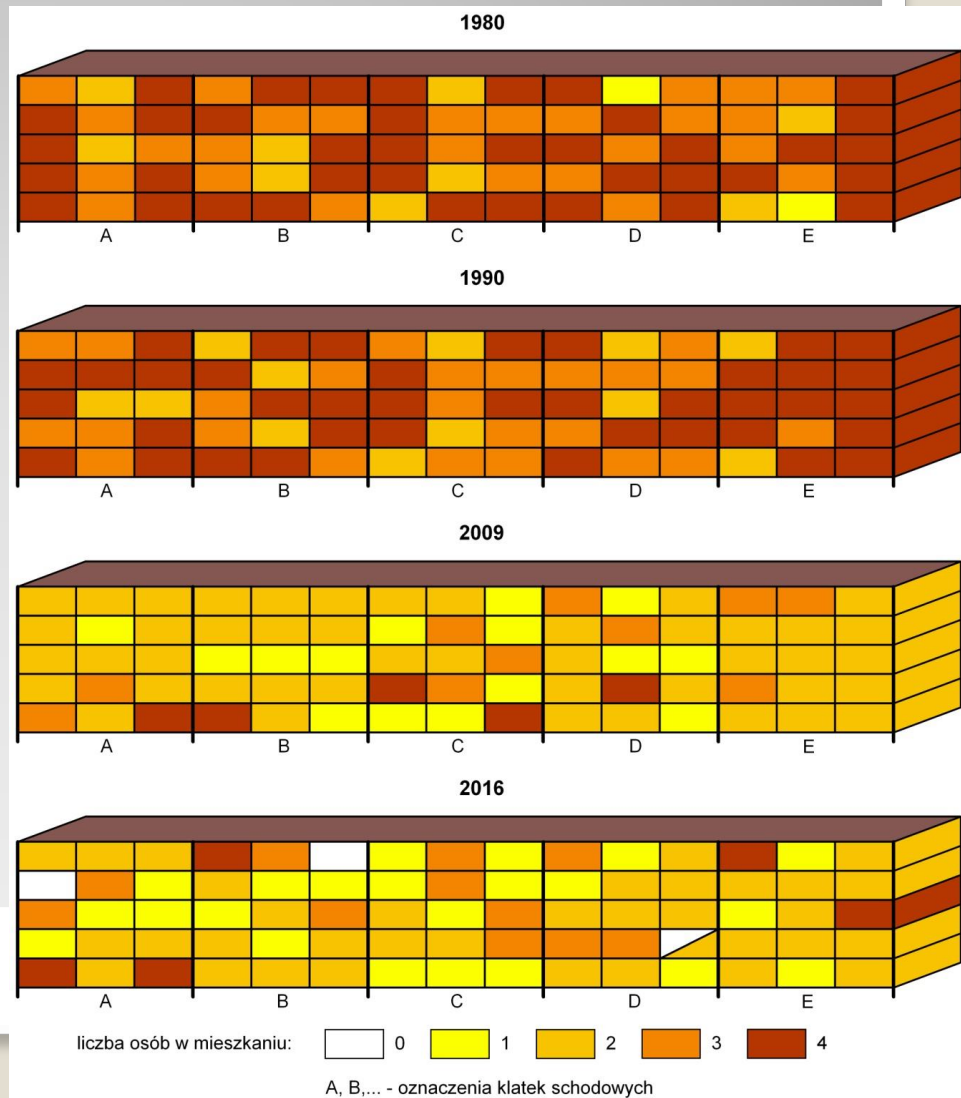 1980
A B C D E
1990
A B C D E
2009
A B C D E
2016
A B C D E
liczba osób w mieszkaniu: 0 1 2 3 4
A, B,... - oznaczenia klatek schodowych